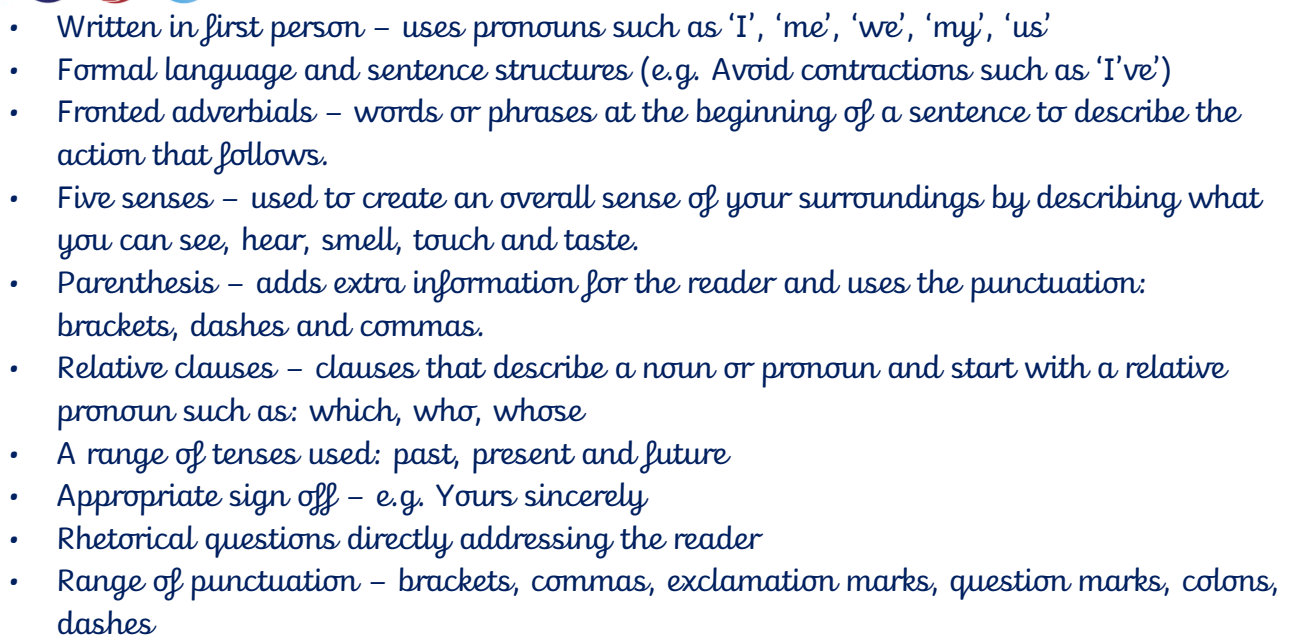 • Written in first person – uses pronouns such as ‘I’, ‘me’, ‘we’, ‘my’, ‘us’
• Formal language and sentence structures (e.g. Avoid contractions such as ‘I’ve’)
• Fronted adverbials – words or phrases at the beginning of a sentence to describe the
action that follows.
• Five senses – used to create an overall sense of your surroundings by describing what
you can see, hear, smell, touch and taste.
• Parenthesis – adds extra information for the reader and uses the punctuation:
brackets, dashes and commas.
• Relative clauses – clauses that describe a noun or pronoun and start with a relative
pronoun such as: which, who, whose
• A range of tenses used: past, present and future
• Appropriate sign off – e.g. Yours sincerely
• Rhetorical questions directly addressing the reader
• Range of punctuation – brackets, commas, exclamation marks, question marks, colons,
dashes